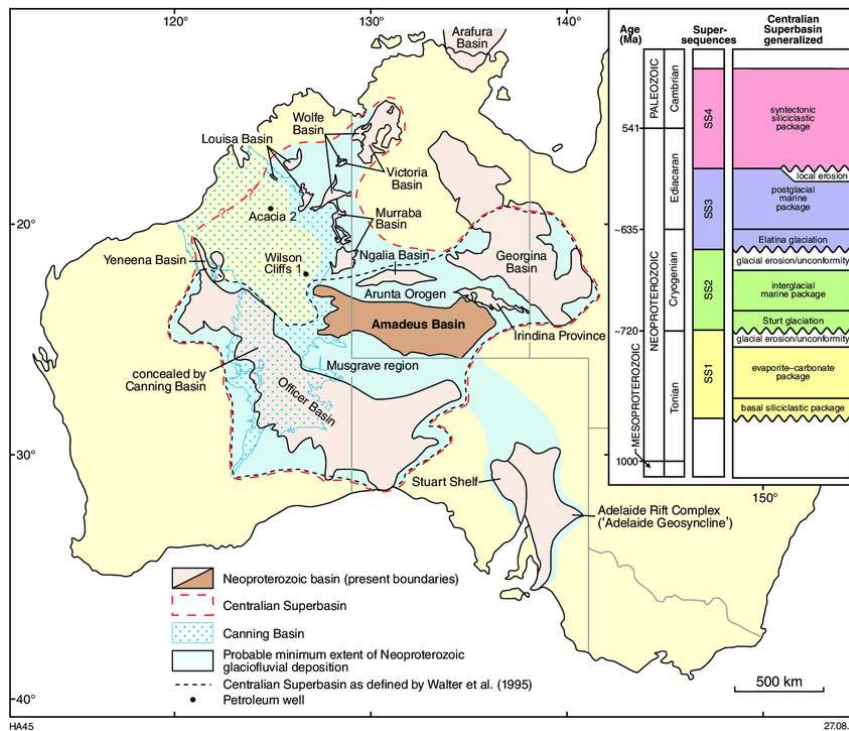 120°
130°
140°
Arafura
Basin
Wolfe
Basin
Louisa Basin
Victoria
Basin
Acacia 2
Murraba
Basin
20°
Yeneena Basin
Wilson
Cliffs 1
Ngalia Basin
Georgina
Basin
Arunta Orogen
Amadeus Basin
Irindina Province
concealed by
Canning Basin
Musgrave region
Officer Basin
30°
Stuart Shelf
150°
Adelaide Rift Complex
('Adelaide Geosyncline')
40°
Neoproterozoic basin (present boundaries)
Centralian Superbasin
Canning Basin
Probable minimum extent of Neoproterozoic
glaciofluvial deposition
Centralian Superbasin as defined by Walter et al. (1995)
Petroleum well
500 km
HA45
27.08.
Age
(Ma)
Super-
sequences
Centralian
Superbasin
generalized
541
~635
~720
1000
PALEOZOIC
NEOPROTEROZOIC
MESOPROTEROZOIC
Cambrian
Ediacaran
Cryogenian
Tonian
SS4
SS3
SS2
SS1
syntectonic
siliciclastic
package
local erosion
postglacial
marine
package
Elatina glaciation
glacial erosion/unconformity
interglacial
marine package
Sturt glaciation
glacial erosion/unconformity
evaporite–carbonate
package
basal siliciclastic package